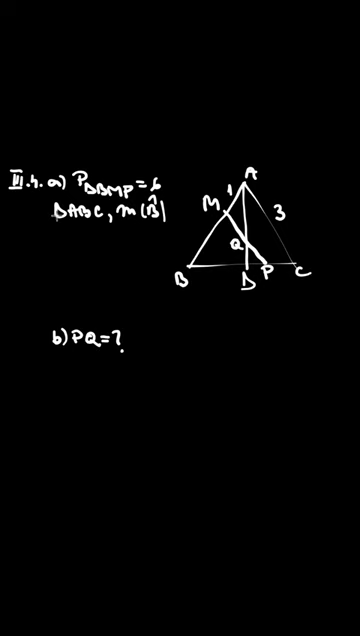 III.4. a) P△BMP = 6
△ABC, m(B̂)
A
1
M
3
Q
B
D
P
C
b) PQ = ?